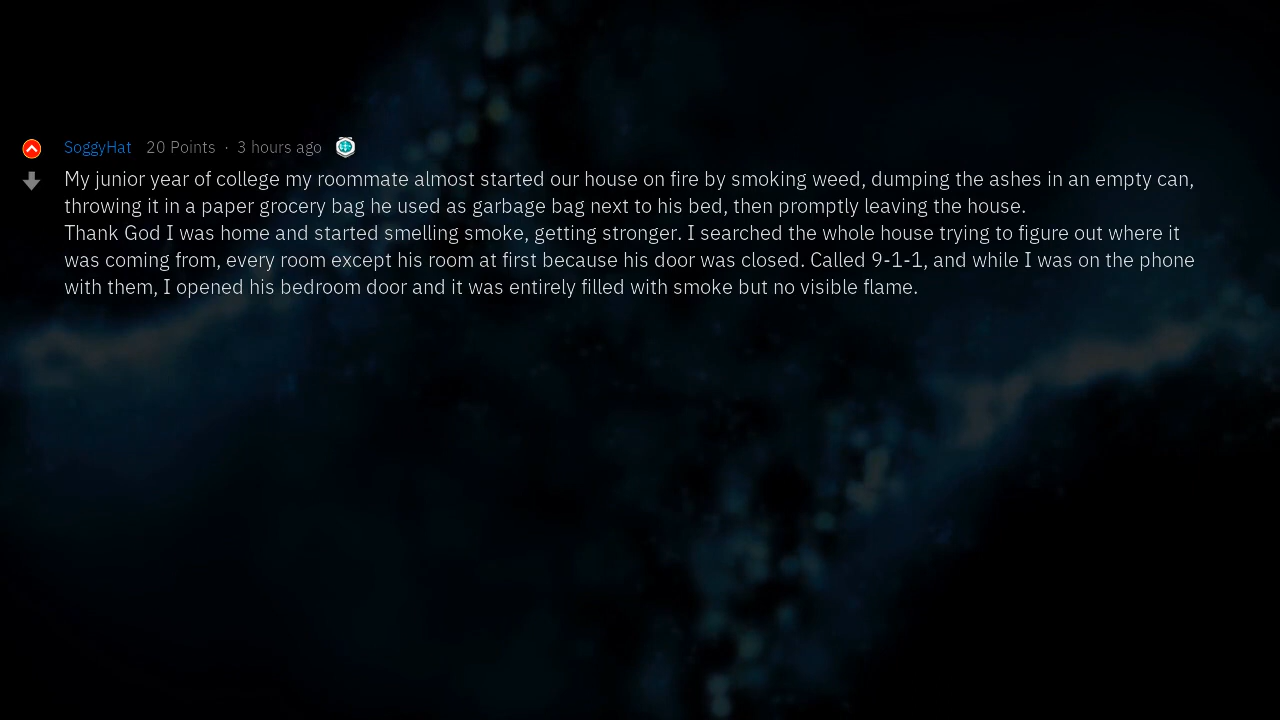 SoggyHat 20 Points · 3 hours ago
My junior year of college my roommate almost started our house on fire by smoking weed, dumping the ashes in an empty can,
throwing it in a paper grocery bag he used as garbage bag next to his bed, then promptly leaving the house.
Thank God I was home and started smelling smoke, getting stronger. I searched the whole house trying to figure out where it
was coming from, every room except his room at first because his door was closed. Called 9-1-1, and while I was on the phone
with them, I opened his bedroom door and it was entirely filled with smoke but no visible flame.